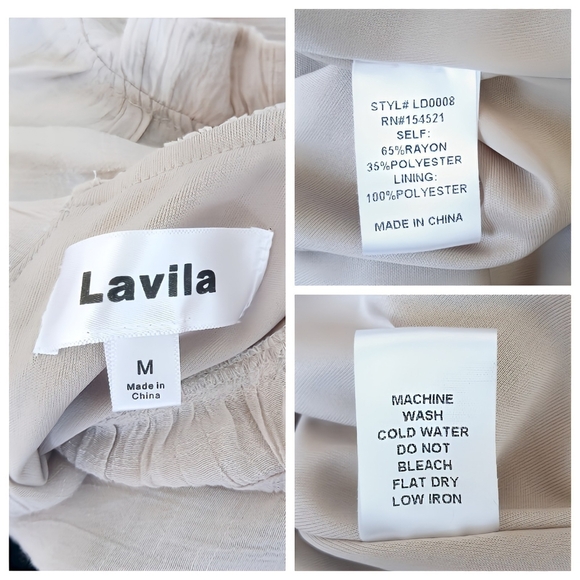 Lavila
M
Made in
China
STYL# LD0008
RN#154521
SELF:
65%RAYON
35%POLYESTER
LINING:
100%POLYESTER
MADE IN CHINA
MACHINE
WASH
COLD WATER
DO NOT
BLEACH
FLAT DRY
LOW IRON